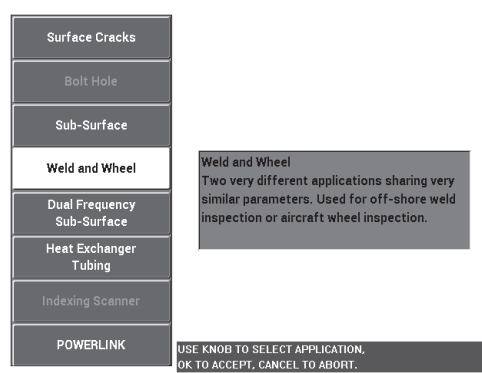 Surface Cracks
Bolt Hole
Sub-Surface
Weld and Wheel
Dual Frequency
Sub-Surface
Heat Exchanger
Tubing
Indexing Scanner
POWERLINK
Weld and Wheel
Two very different applications sharing very
similar parameters. Used for off-shore weld
inspection or aircraft wheel inspection.
USE KNOB TO SELECT APPLICATION,
OK TO ACCEPT, CANCEL TO ABORT.